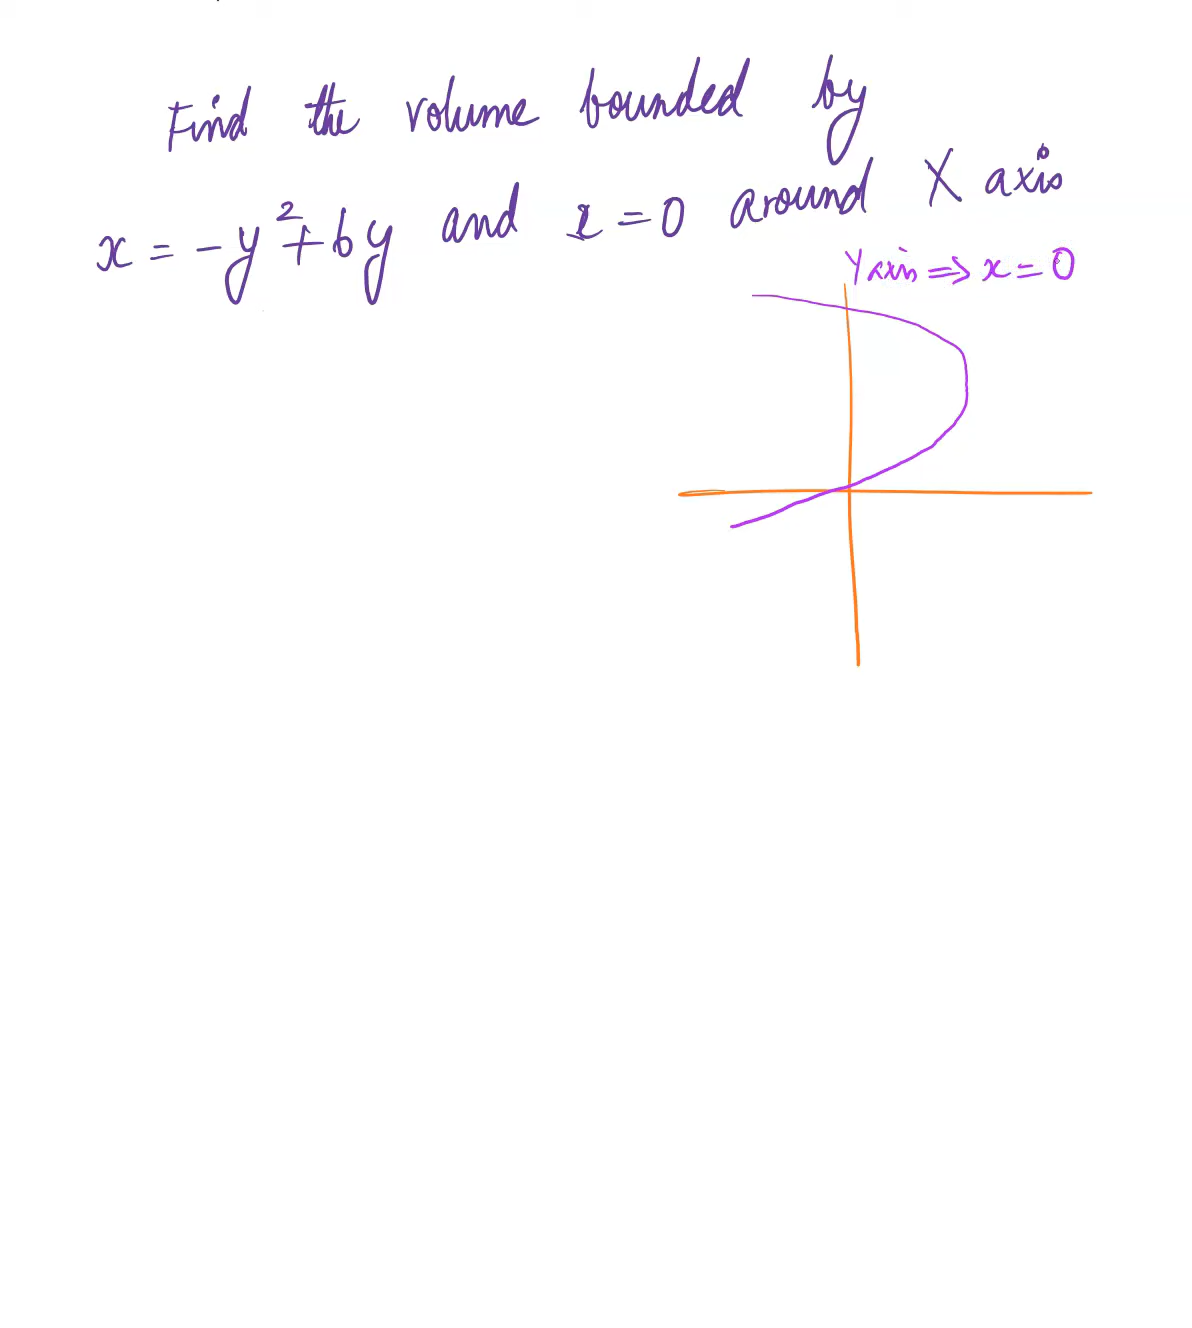 Find the volume bounded by
x = -y² + 6y and x = 0 around X axis
Y axis => x = 0